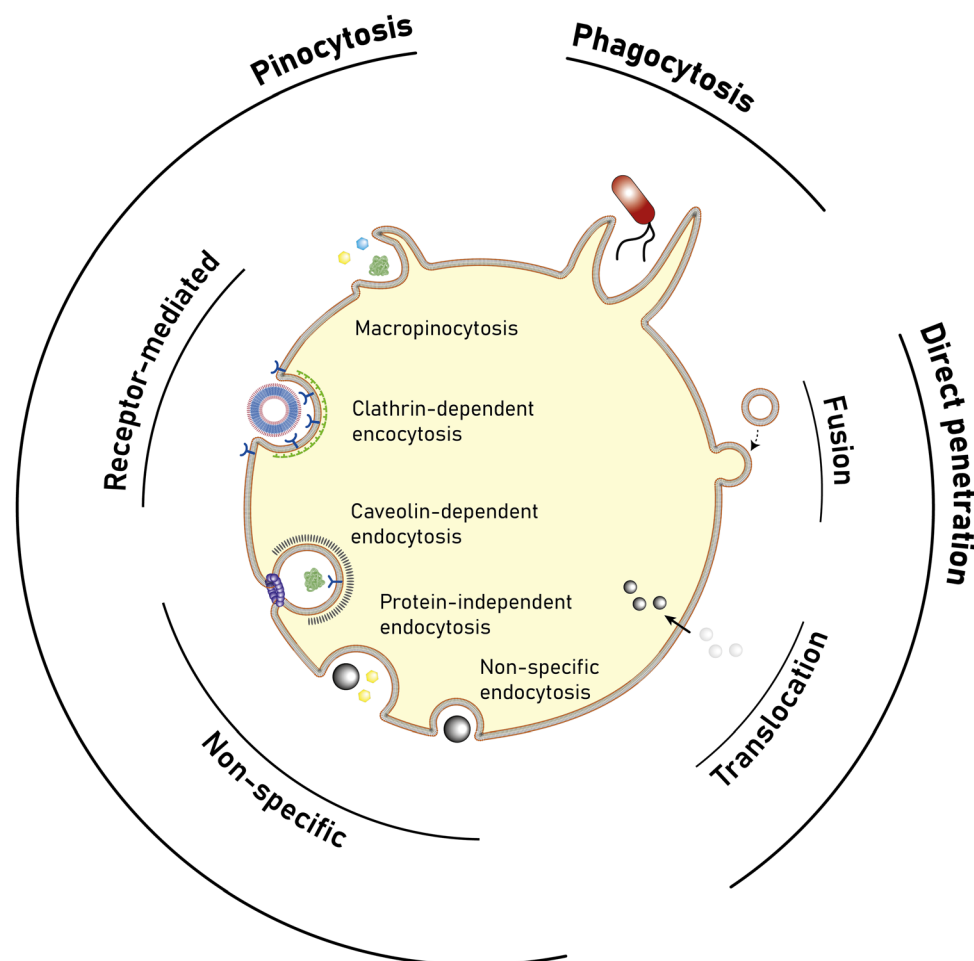 Pinocytosis
Phagocytosis
Receptor-mediated
Macropinocytosis
Clathrin-dependent
encocytosis
Caveolin-dependent
endocytosis
Protein-independent
endocytosis
Non-specific
endocytosis
Non-specific
Direct penetration
Fusion
Translocation